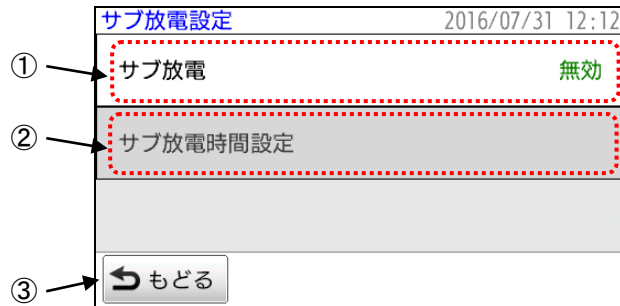 サブ放電設定 2016/07/31 12:12
① サブ放電 無効
② サブ放電時間設定
③ もどる